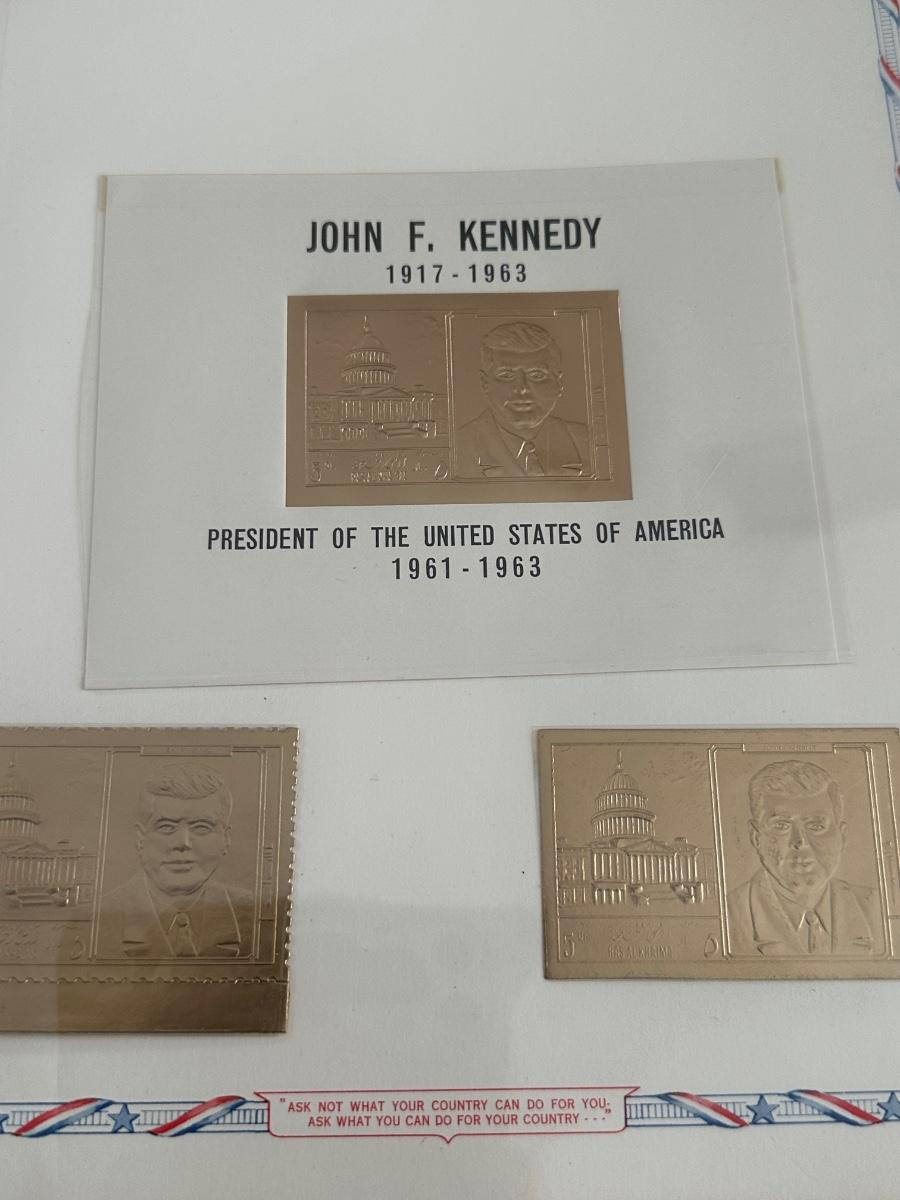 JOHN F. KENNEDY
1917 - 1963
PRESIDENT OF THE UNITED STATES OF AMERICA
1961 - 1963
5
RAS AL KHAIMA
"ASK NOT WHAT YOUR COUNTRY CAN DO FOR YOU-
ASK WHAT YOU CAN DO FOR YOUR COUNTRY - - -"